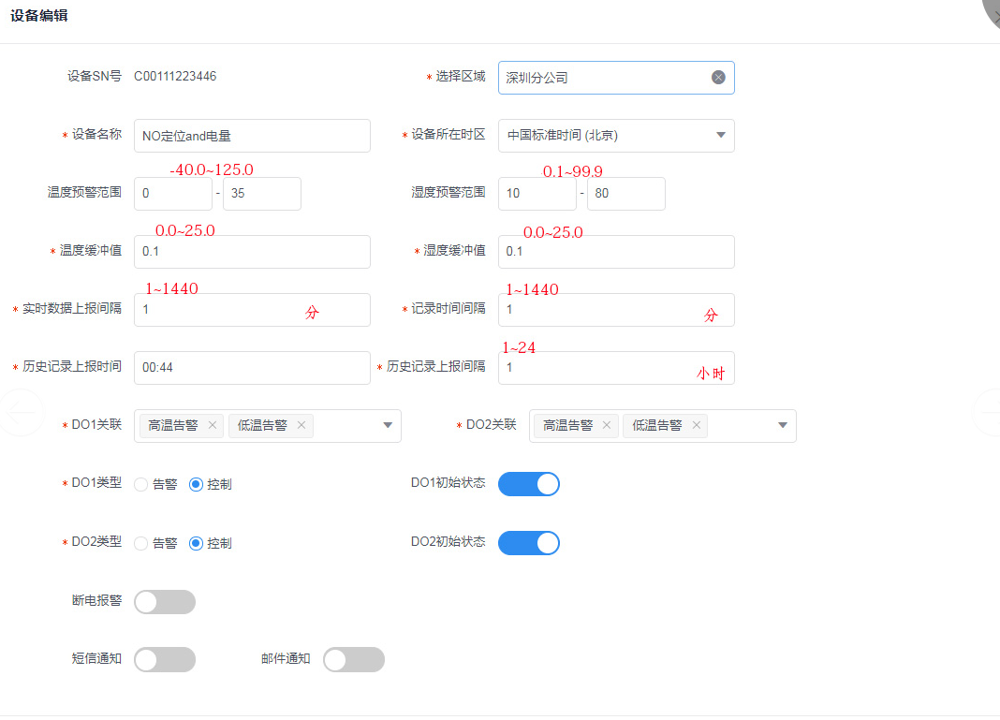 设备编辑
设备SN号 C00111223446 * 选择区域 深圳分公司
* 设备名称 NO定位and电量 * 设备所在时区 中国标准时间 (北京)
-40.0~125.0 0.1~99.9
温度预警范围 0 - 35 湿度预警范围 10 - 80
0.0~25.0 0.0~25.0
* 温度缓冲值 0.1 * 湿度缓冲值 0.1
1~1440 1~1440
* 实时数据上报间隔 1 分 * 记录时间间隔 1 分
1~24
* 历史记录上报时间 00:44 * 历史记录上报间隔 1 小时
* DO1关联 高温告警 × 低温告警 × * DO2关联 高温告警 × 低温告警 ×
* DO1类型 告警 控制 DO1初始状态
* DO2类型 告警 控制 DO2初始状态
断电报警
短信通知 邮件通知